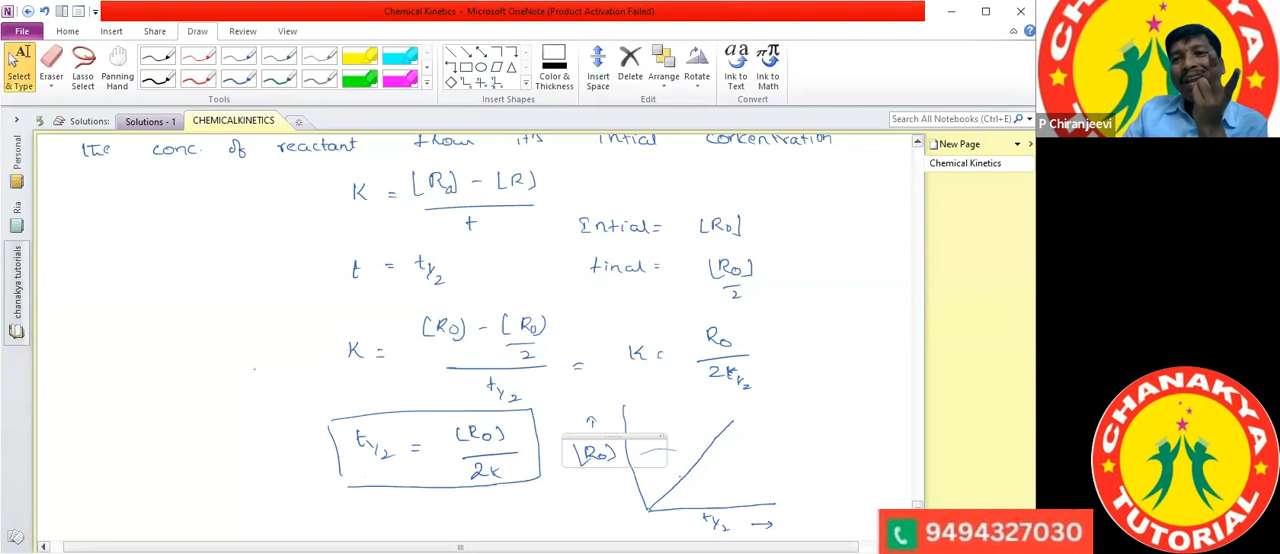 Chemical Kinetics - Microsoft OneNote (Product Activation Failed)
File Home Insert Share Draw Review View
Select & Type
Eraser
Lasso Select
Panning Hand
Color & Thickness
Insert Space
Delete
Arrange
Rotate
Ink to Text
Ink to Math
Tools
Insert Shapes
Edit
Convert
P Chiranjeevi
Solutions: Solutions - 1 CHEMICALKINETICS
Search All Notebooks (Ctrl+E)
New Page
Chemical Kinetics
Personal
Ria
chanakya tutorials
the conc. of reactant from it's intial concentration
K = [R0] - [R] / t
Intial = [R0]
t = t1/2
final = [R0]/2
K = [R0] - [R0]/2 / t1/2 = K = R0 / 2t1/2
t1/2 = [R0] / 2K
↑
[R0]
t1/2 →
CHANAKYA
TUTORIAL
9494327030